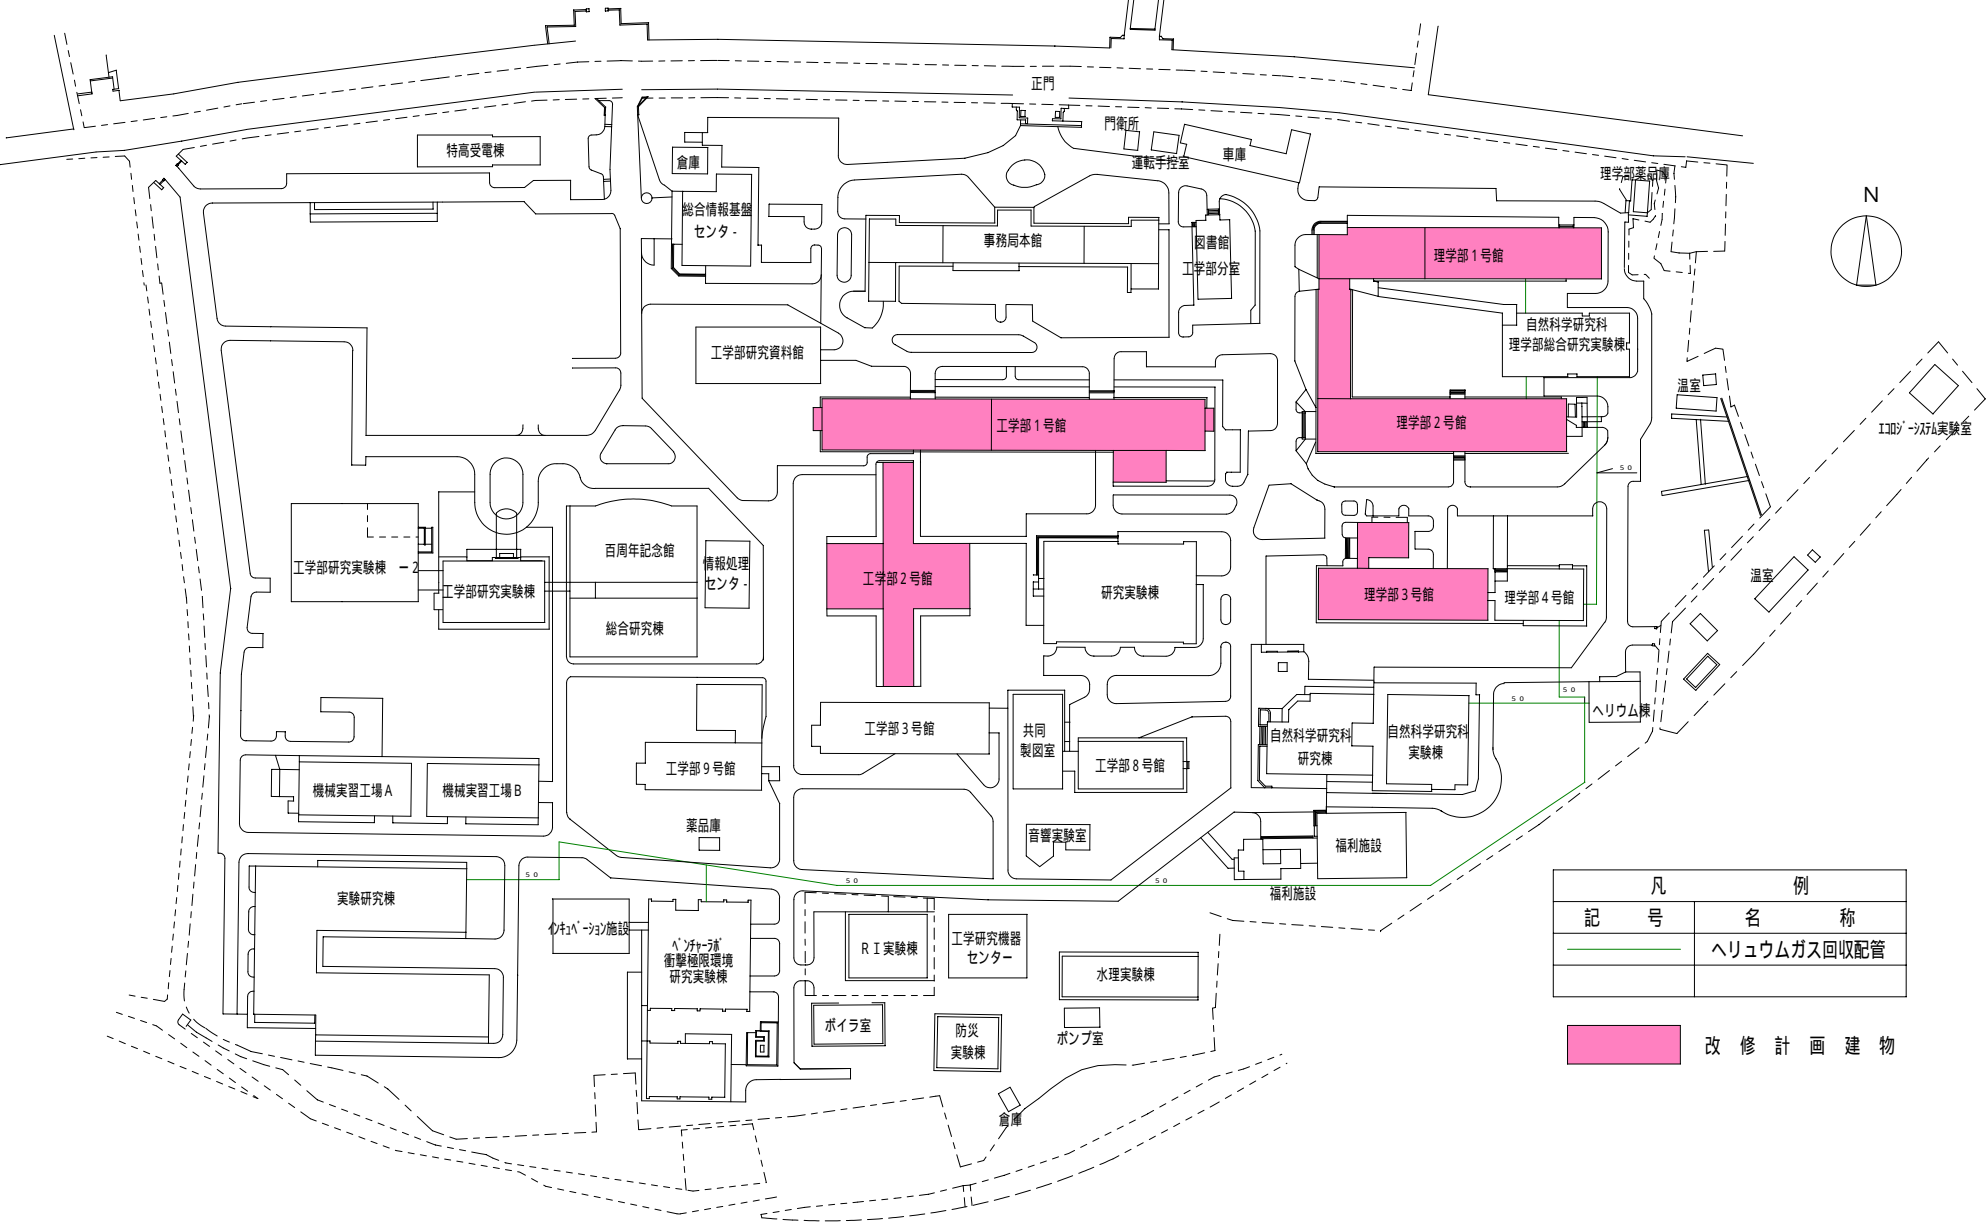 正門
門衛所
運転手控室
車庫
特高受電棟
倉庫
理学部薬品庫
N
総合情報基盤
センタ-
事務局本館
図書館
工学部分室
理学部1号館
工学部研究資料館
自然科学研究科
理学部総合研究実験棟
温室
エコロジーシステム実験室
工学部1号館
理学部2号館
50
工学部研究実験棟 ー2
工学部研究実験棟
百周年記念館
情報処理
センタ-
総合研究棟
工学部2号館
研究実験棟
理学部3号館
理学部4号館
温室
50
50
ヘリウム棟
工学部3号館
共同
製図室
工学部8号館
自然科学研究科
研究棟
自然科学研究科
実験棟
工学部9号館
機械実習工場A
機械実習工場B
薬品庫
音響実験室
福利施設
福利施設
50
50
50
実験研究棟
インキュベーション施設
ベンチャーラボ
衝撃極限環境
研究実験棟
RI実験棟
工学研究機器
センター
水理実験棟
ボイラ室
防災
実験棟
ポンプ室
倉庫
凡 例
記 号 名 称
ヘリュウムガス回収配管
改修計画建物